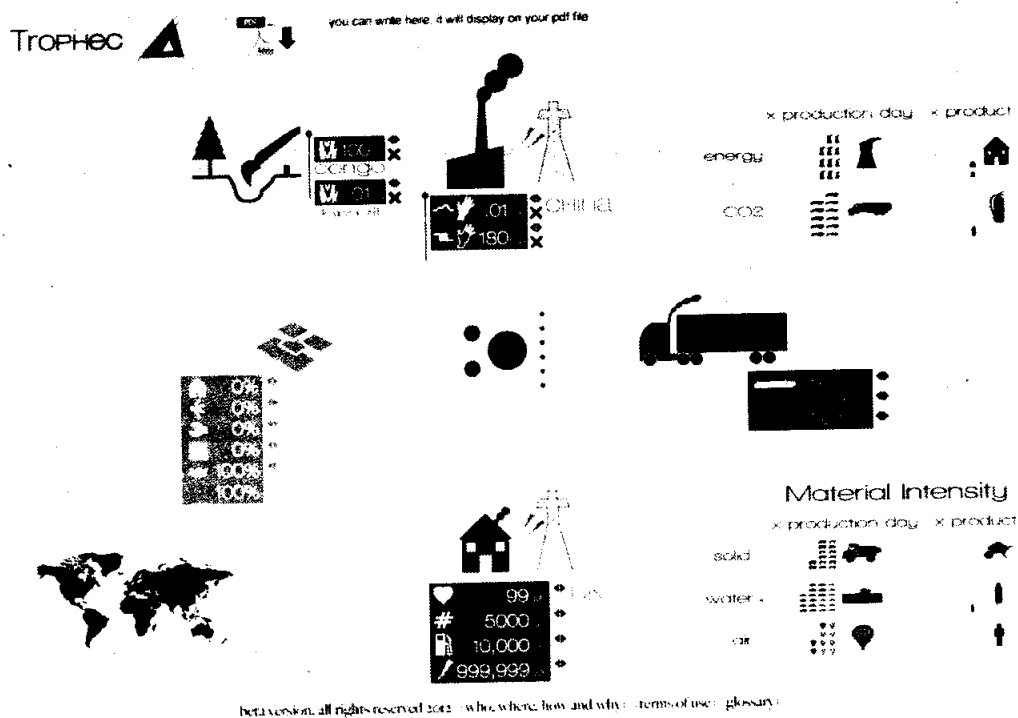 TROPHEC
PDF
you can write here, it will display on your pdf file
x production day x product
energy
CO2
100
congo
.01
.01
180
china
0%
0%
0%
0%
100%
100%
Material Intensity
x production day x product
solid
water
air
99
# 5000
10,000
999,999
beta version, all rights reserved 2012 who, where, how and why terms of use glossary